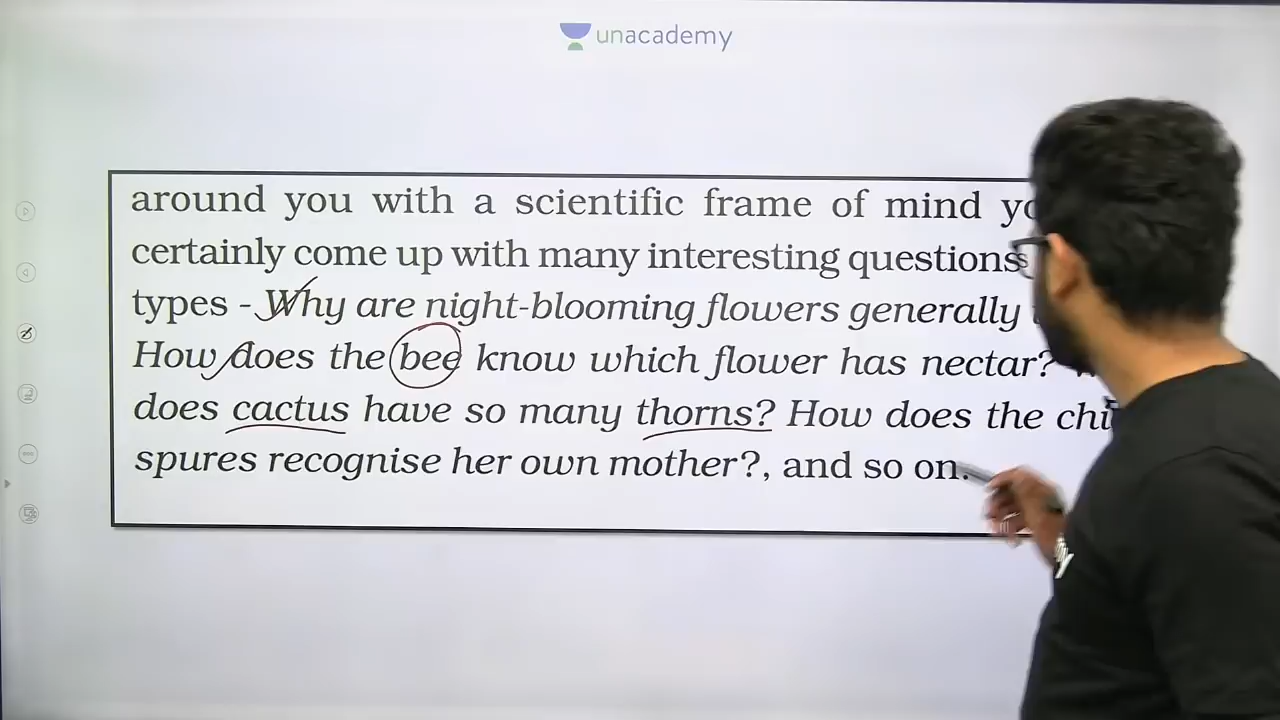 unacademy
around you with a scientific frame of mind
certainly come up with many interesting questions
types - Why are night-blooming flowers generally
How does the bee know which flower has nectar?
does cactus have so many thorns? How does the
spures recognise her own mother?, and so on.